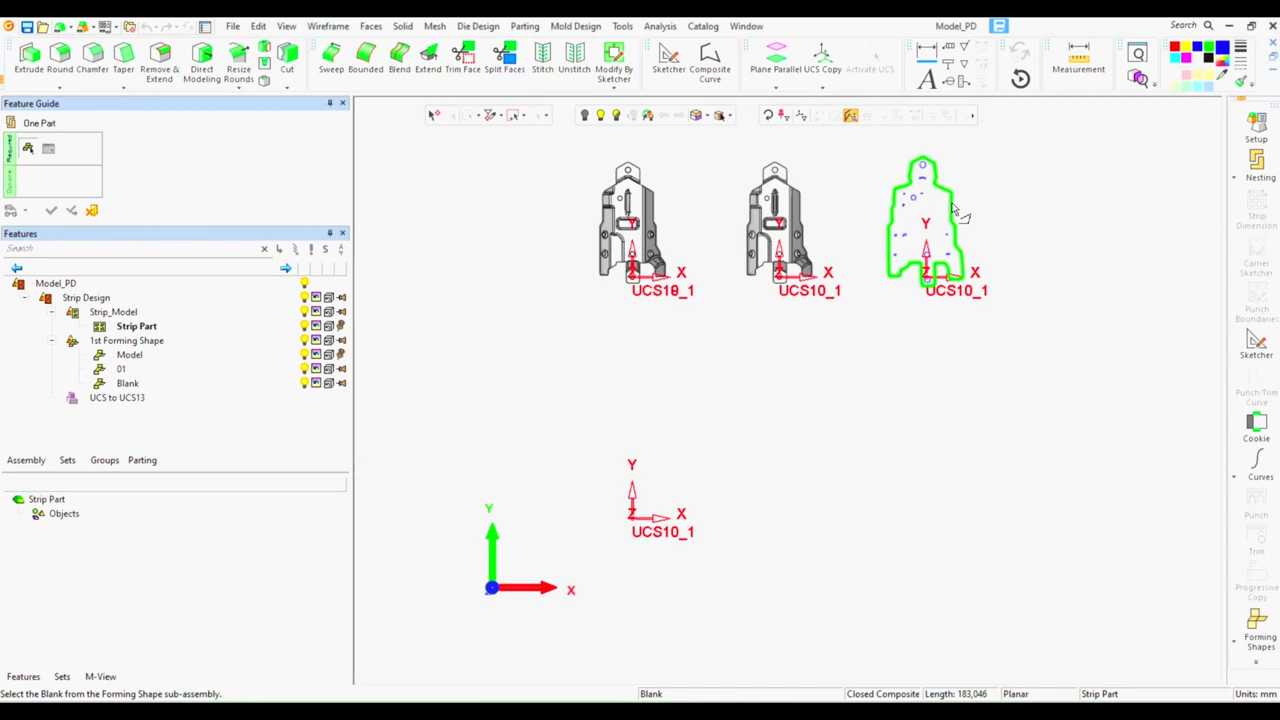 File Edit View Wireframe Faces Solid Mesh Die Design Parting Mold Design Tools Analysis Catalog Window Model_PD Search
Extrude Round Chamfer Taper Remove & Extend Direct Modeling Resize Rounds Cut Sweep Bounded Blend Extend Trim Face Split Faces Stitch Unstitch Modify By Sketcher Sketcher Composite Curve Plane Parallel UCS Copy Activate UCS Measurement
Feature Guide
One Part
Required
Features
Search
Model_PD
Strip Design
Strip_Model
Strip Part
1st Forming Shape
Model
01
Blank
UCS to UCS13
Assembly Sets Groups Parting
Strip Part
Objects
Features Sets M-View
Y
X
UCS10_1
Y
X
UCS10_1
Y
Z
X
UCS10_1
Y
Z
X
UCS10_1
Y
X
Setup
Nesting
Strip Dimension
Carrier Sketcher
Punch Boundaries
Sketcher
Punch/Trim Curve
Cookie
Curves
Punch
Trim
Progressive Copy
Forming Shapes
Select the Blank from the Forming Shape sub-assembly. Blank Closed Composite Length: 183,046 Planar Strip Part Units: mm